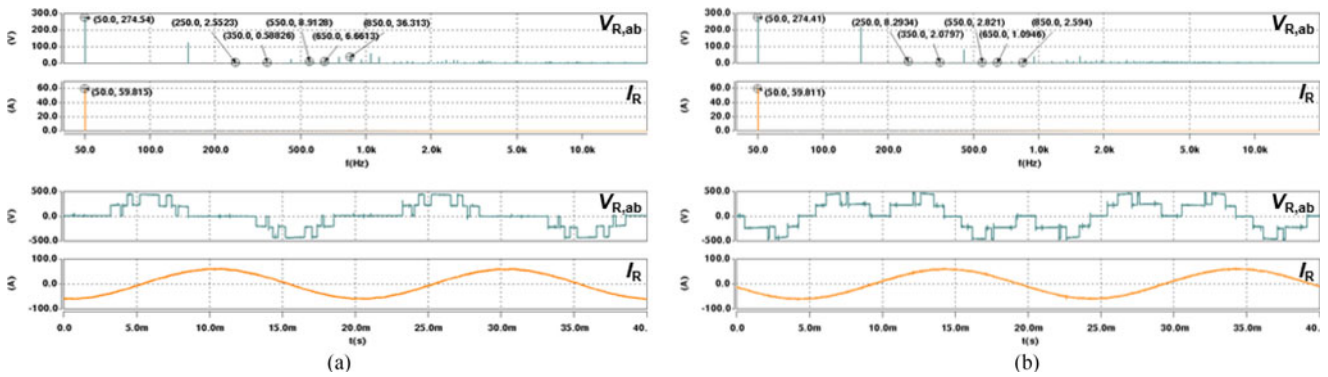 300.0 (50.0, 274.54) (250.0, 2.5523) (550.0, 8.9128) (850.0, 36.313) V_R,ab
200.0 (350.0, 0.58826) (650.0, 6.6613)
(V)
100.0
0.0
60.0 (50.0, 59.815) I_R
40.0
(A)
20.0
0.0
50.0 100.0 200.0 500.0 1.0k 2.0k 5.0k 10.0k
f(Hz)
500.0 V_R,ab
(V) 0.0
-500.0
100.0 I_R
(A) 0.0
-100.0
0.0 5.0m 10.0m 15.0m 20.0m 25.0m 30.0m 35.0m 40.
t(s)
(a)
300.0 (50.0, 274.41) (250.0, 8.2934) (550.0, 2.821) (850.0, 2.594) V_R,ab
200.0 (350.0, 2.0797) (650.0, 1.0946)
(V)
100.0
0.0
60.0 (50.0, 59.811) I_R
40.0
(A)
20.0
0.0
50.0 100.0 200.0 500.0 1.0k 2.0k 5.0k 10.0k
f(Hz)
500.0 V_R,ab
(V) 0.0
-500.0
100.0 I_R
(A) 0.0
-100.0
0.0 5.0m 10.0m 15.0m 20.0m 25.0m 30.0m 35.0m 40.
t(s)
(b)